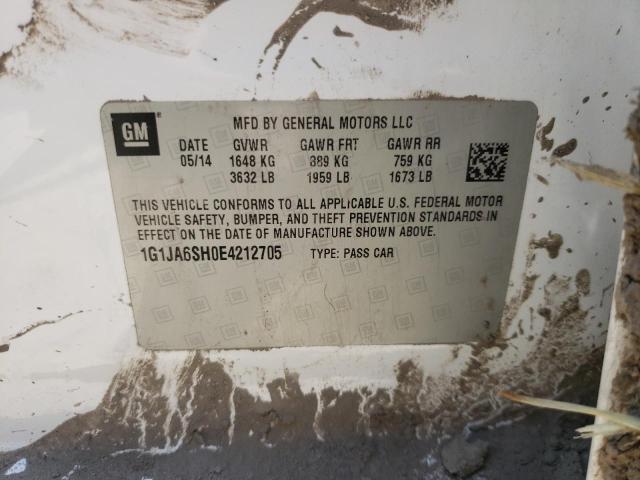 GM
MFD BY GENERAL MOTORS LLC
DATE GVWR GAWR FRT GAWR RR
05/14 1648 KG 889 KG 759 KG
3632 LB 1959 LB 1673 LB
THIS VEHICLE CONFORMS TO ALL APPLICABLE U.S. FEDERAL MOTOR
VEHICLE SAFETY, BUMPER, AND THEFT PREVENTION STANDARDS IN
EFFECT ON THE DATE OF MANUFACTURE SHOWN ABOVE.
1G1JA6SH0E4212705 TYPE: PASS CAR